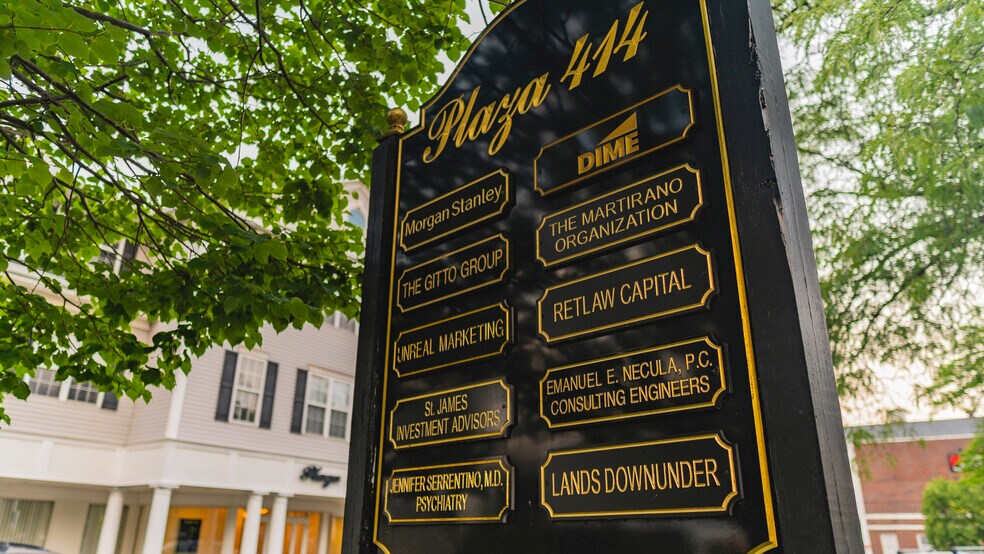 Plaza 414
Morgan Stanley
THE GITTO GROUP
UNREAL MARKETING
St. JAMES
INVESTMENT ADVISORS
JENNIFER SERRENTINO, M.D.
PSYCHIATRY
DIME
THE MARTIRANO
ORGANIZATION
RETLAW CAPITAL
EMANUEL E. NECULA, P.C.
CONSULTING ENGINEERS
LANDS DOWNUNDER